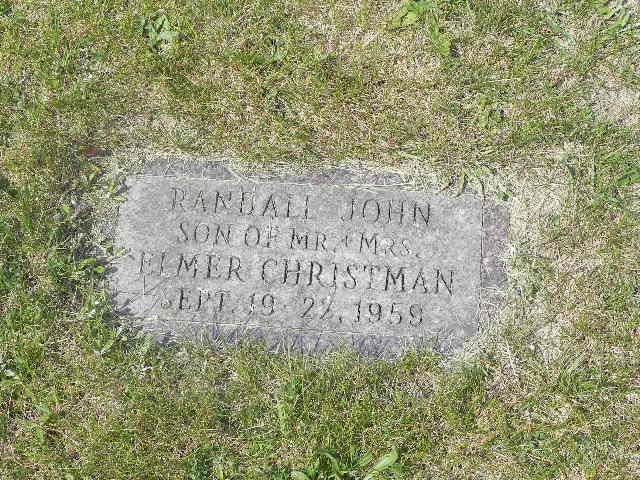 RANDALL JOHN
SON OF MR. & MRS.
ELMER CHRISTMAN
SEPT. 19-22, 1959